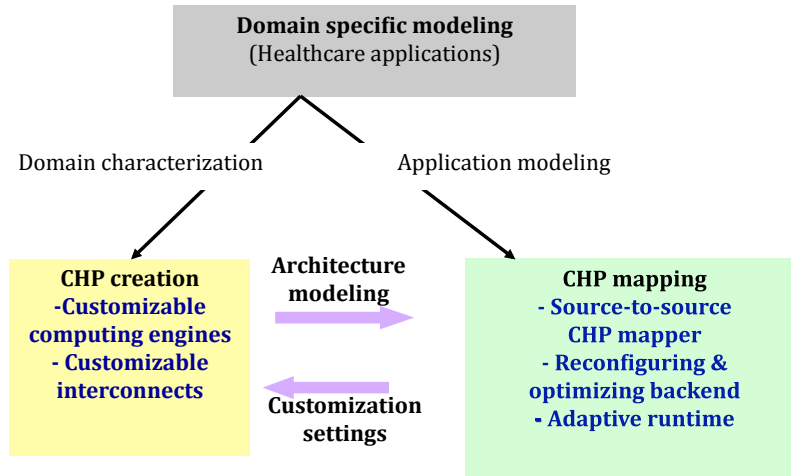 Domain specific modeling
(Healthcare applications)
Domain characterization
Application modeling
CHP creation
-Customizable
computing engines
- Customizable
interconnects
Architecture
modeling
Customization
settings
CHP mapping
- Source-to-source
CHP mapper
- Reconfiguring &
optimizing backend
- Adaptive runtime